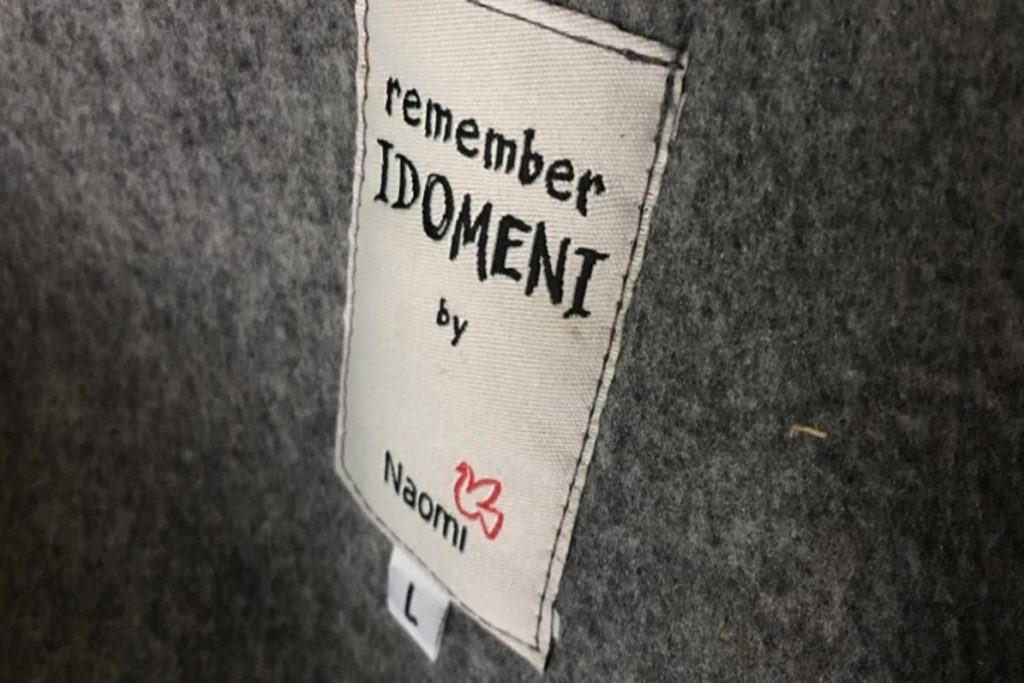 remember
IDOMENI
by
Naomi
L